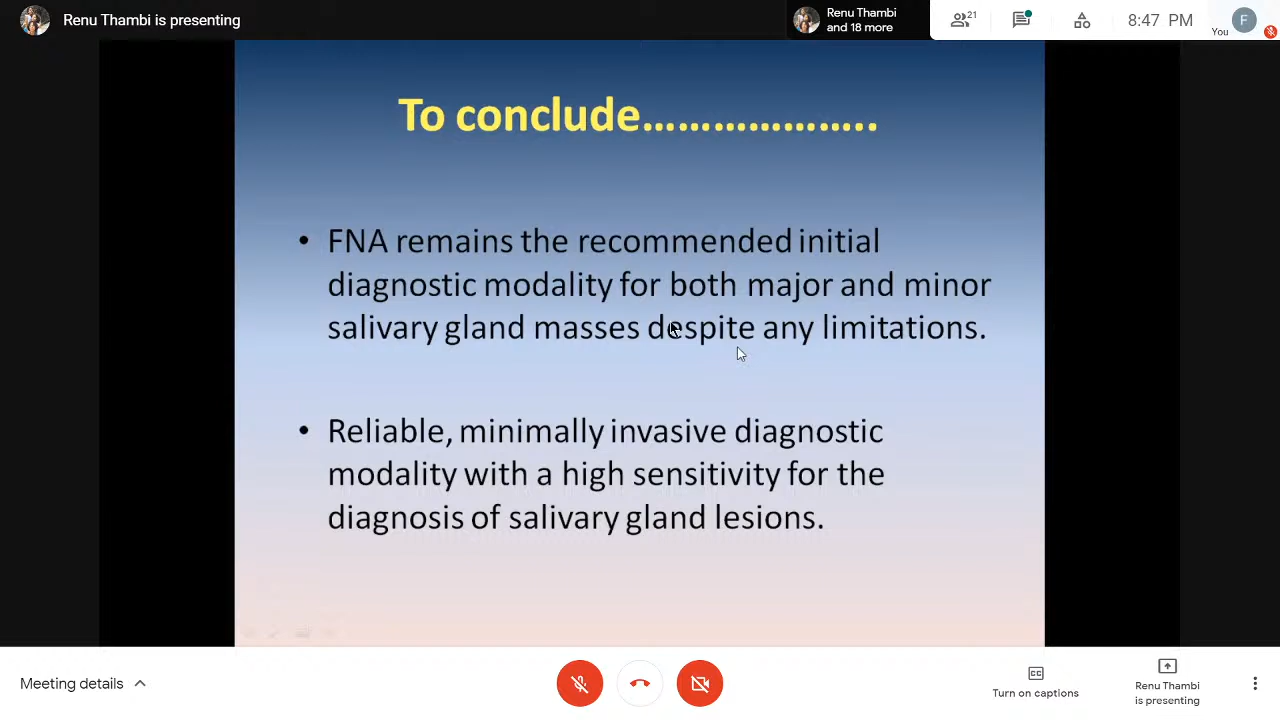 Renu Thambi is presenting
Renu Thambi
and 18 more
21
8:47 PM
You
F
To conclude………………..
• FNA remains the recommended initial
diagnostic modality for both major and minor
salivary gland masses despite any limitations.
• Reliable, minimally invasive diagnostic
modality with a high sensitivity for the
diagnosis of salivary gland lesions.
Meeting details
CC
Turn on captions
Renu Thambi
is presenting